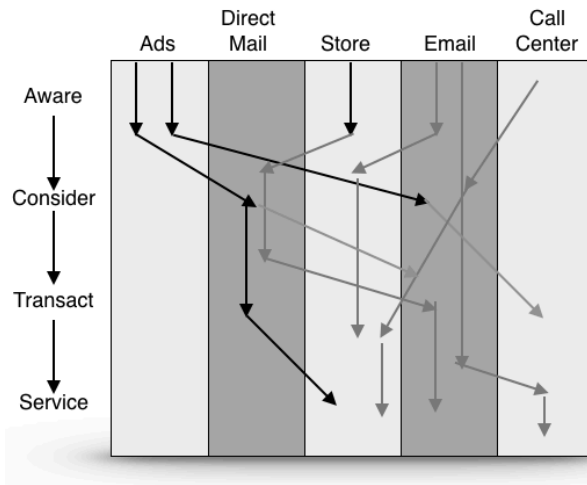 Direct
Call
Ads
Mail
Store
Email
Center
Aware
Consider
Transact
Service